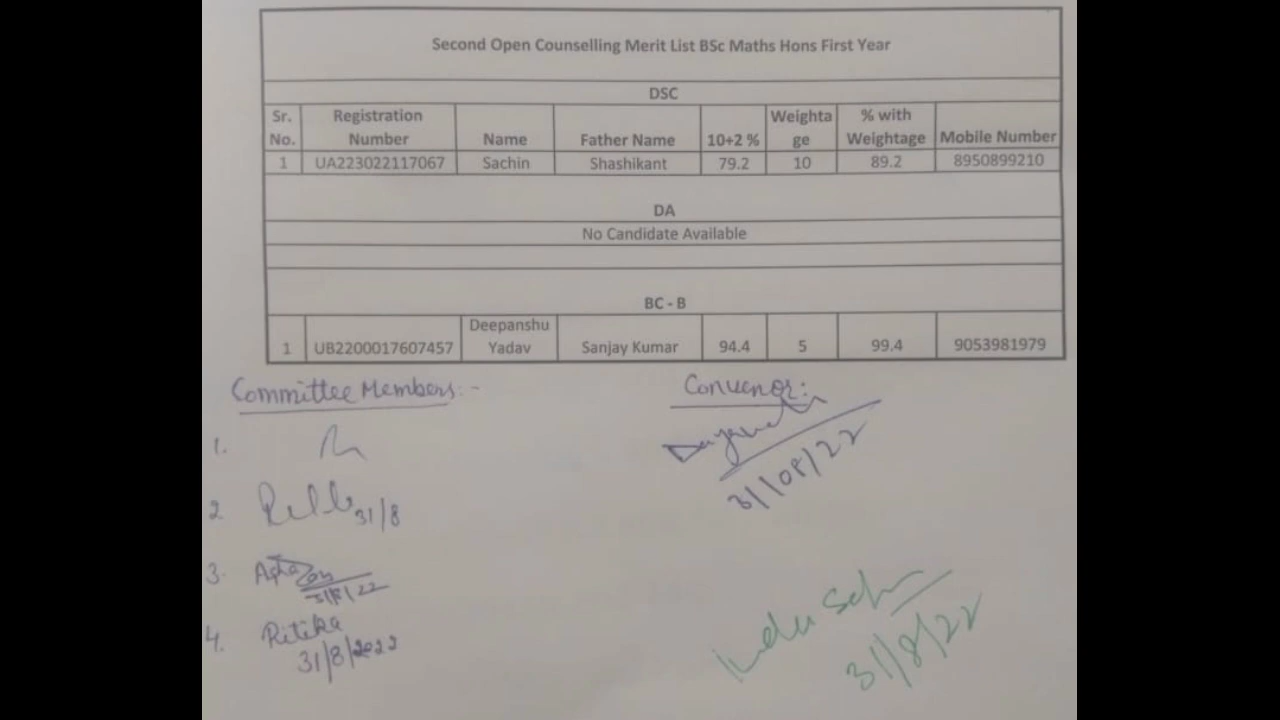 Second Open Counselling Merit List BSc Maths Hons First Year
DSC
Sr. No. Registration Number Name Father Name 10+2 % Weighta ge % with Weightage Mobile Number
1 UA223022117067 Sachin Shashikant 79.2 10 89.2 8950899210
DA
No Candidate Available
BC - B
1 UB2200017607457 Deepanshu Yadav Sanjay Kumar 94.4 5 99.4 9053981979
Committee Members:- Convenor:
1.
31/08/22
2 31/8
3. 31/8/22
4. Ritika
31/8/2022
31/8/22